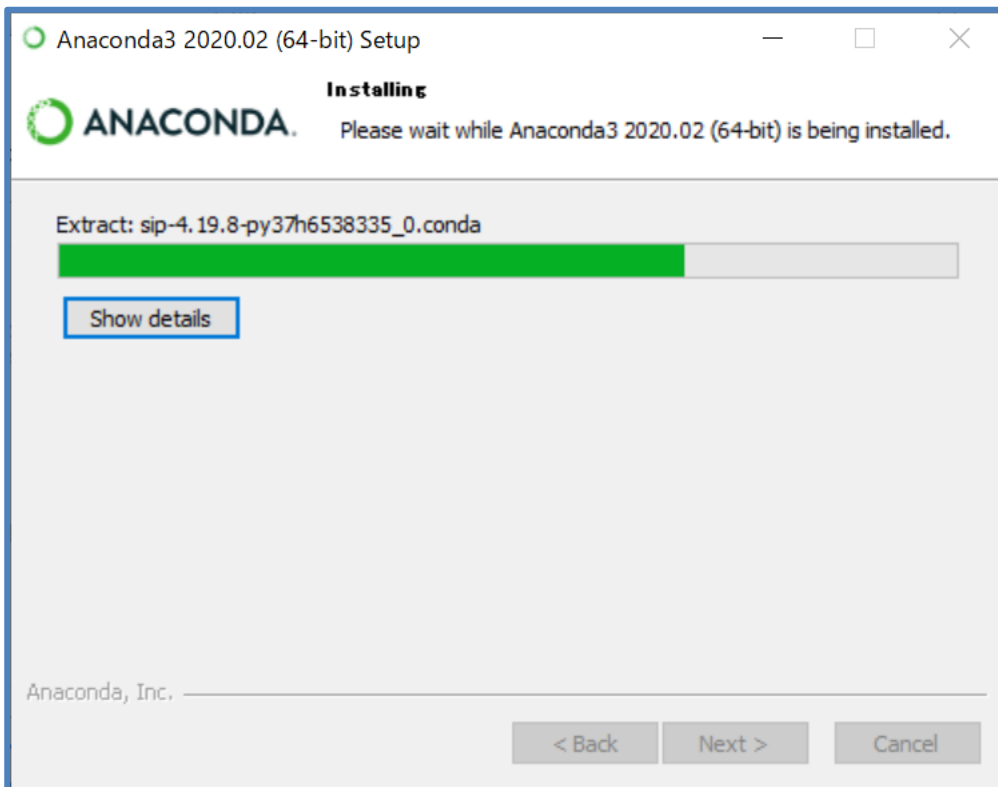 Anaconda3 2020.02 (64-bit) Setup
Installing
ANACONDA.
Please wait while Anaconda3 2020.02 (64-bit) is being installed.
Extract: sip-4.19.8-py37h6538335_0.conda
Show details
Anaconda, Inc.
< Back Next > Cancel